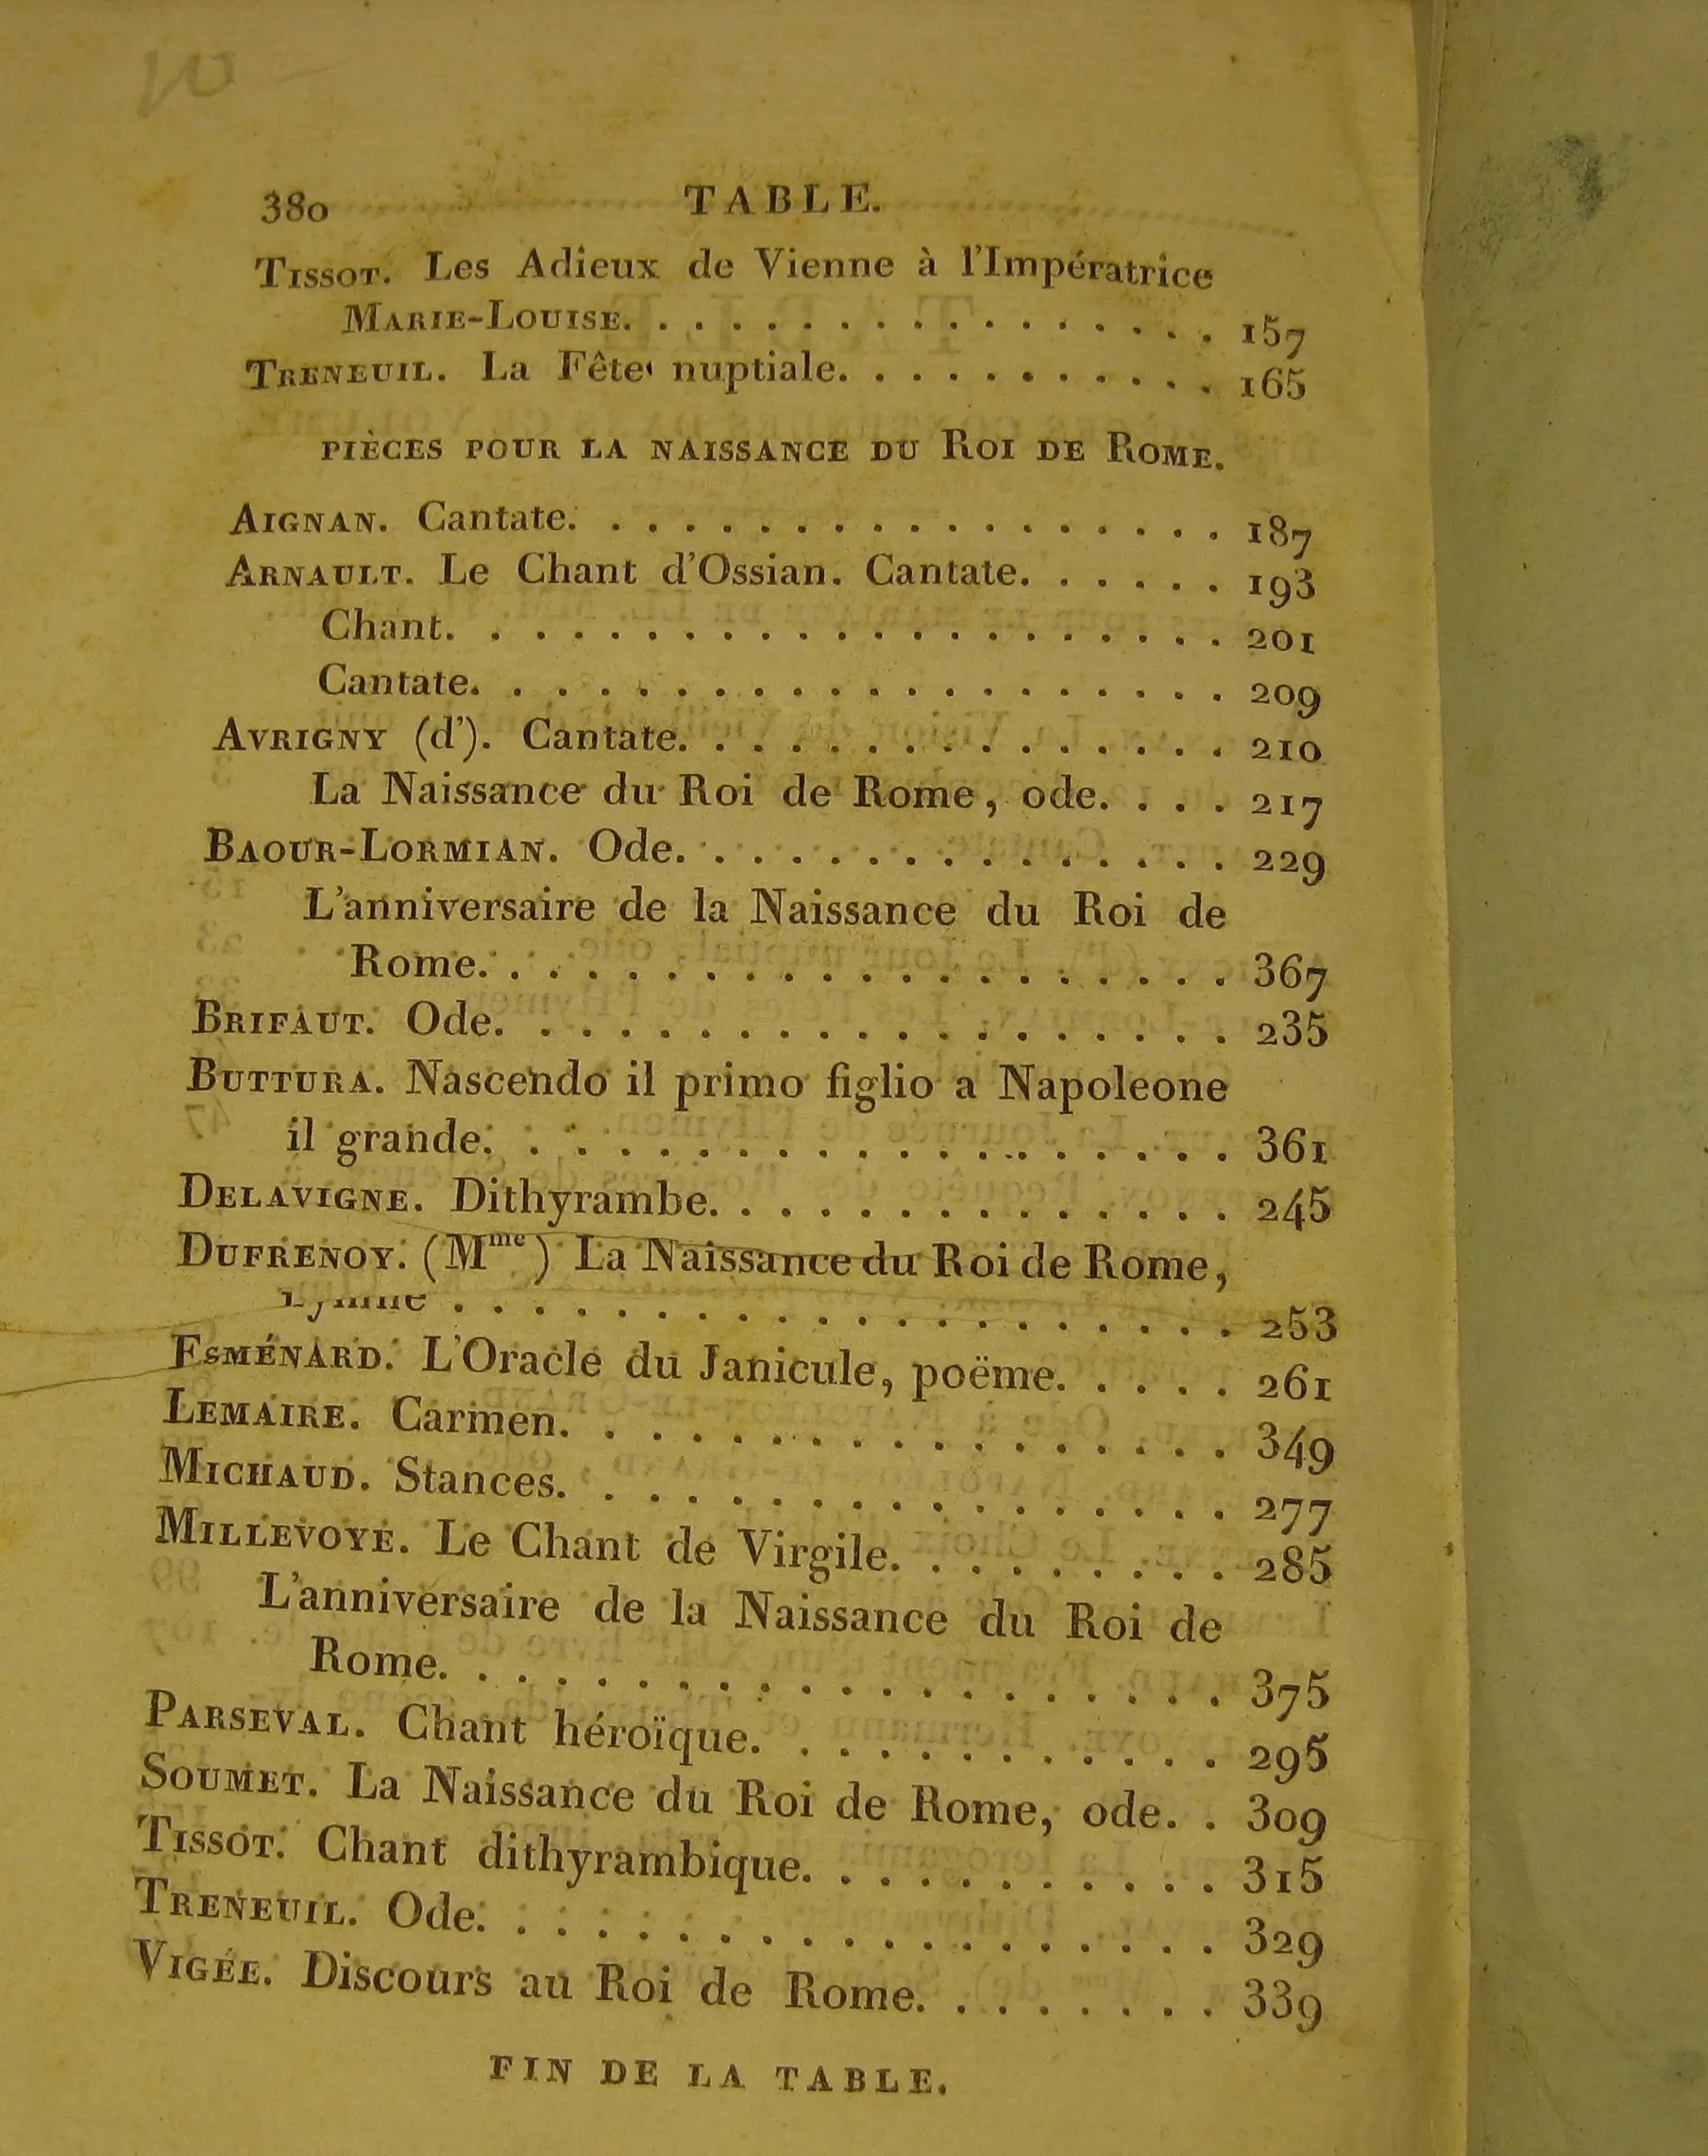 380 TABLE.
TISSOT. Les Adieux de Vienne à l'Impératrice
MARIE-LOUISE. . . . . . . . . . . . . . . . 157
TRENEUIL. La Fête nuptiale. . . . . . . . . . . 165
PIÈCES POUR LA NAISSANCE DU ROI DE ROME.
AIGNAN. Cantate. . . . . . . . . . . . . . . . . . 187
ARNAULT. Le Chant d'Ossian. Cantate. . . . . . 193
Chant. . . . . . . . . . . . . . . . . . . . . 201
Cantate. . . . . . . . . . . . . . . . . . . . 209
AVRIGNY (d'). Cantate. . . . . . . . . . . . . . . 210
La Naissance du Roi de Rome, ode. . . . 217
BAOUR-LORMIAN. Ode. . . . . . . . . . . . . . . 229
L'anniversaire de la Naissance du Roi de
Rome. . . . . . . . . . . . . . . . . . . . 367
BRIFAUT. Ode. . . . . . . . . . . . . . . . . . . 235
BUTTURA. Nascendo il primo figlio a Napoleone
il grande. . . . . . . . . . . . . . . . . . . 361
DELAVIGNE. Dithyrambe. . . . . . . . . . . . . . 245
DUFRENOY. (Mme) La Naissance du Roi de Rome,
. . . . . . . . . . . . . . . . . . . . 253
ESMÉNARD. L'Oracle du Janicule, poëme. . . . . 261
LEMAIRE. Carmen. . . . . . . . . . . . . . . . . . 349
MICHAUD. Stances. . . . . . . . . . . . . . . . . . 277
MILLEVOYE. Le Chant de Virgile. . . . . . . . . 285
L'anniversaire de la Naissance du Roi de
Rome. . . . . . . . . . . . . . . . . . . . 375
PARSEVAL. Chant héroïque. . . . . . . . . . . . 295
SOUMET. La Naissance du Roi de Rome, ode. . 309
TISSOT. Chant dithyrambique. . . . . . . . . . . 315
TRENEUIL. Ode. . . . . . . . . . . . . . . . . . . 329
VIGÉE. Discours au Roi de Rome. . . . . . . . 339
FIN DE LA TABLE.